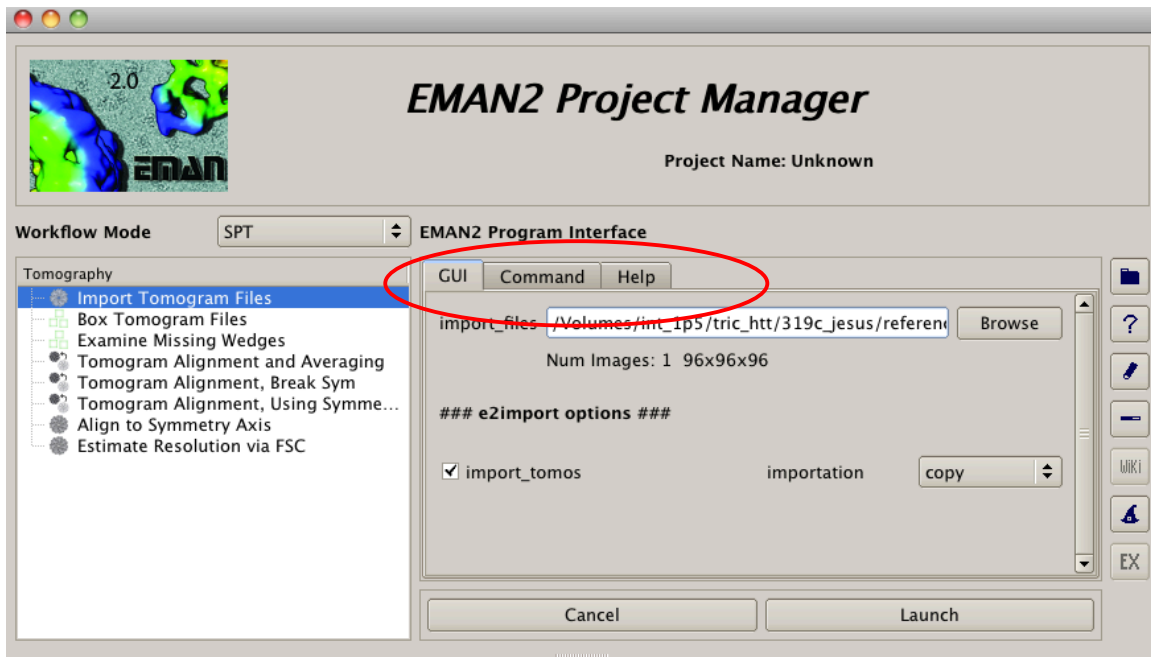 2.0
EMAN
EMAN2 Project Manager
Project Name: Unknown
Workflow Mode
SPT
EMAN2 Program Interface
Tomography
Import Tomogram Files
Box Tomogram Files
Examine Missing Wedges
Tomogram Alignment and Averaging
Tomogram Alignment, Break Sym
Tomogram Alignment, Using Symme...
Align to Symmetry Axis
Estimate Resolution via FSC
GUI
Command
Help
import_files
/Volumes/int_1p5/tric_htt/319c_jesus/referen
Browse
Num Images: 1 96x96x96
### e2import options ###
import_tomos
importation
copy
?
WiKi
EX
Cancel
Launch